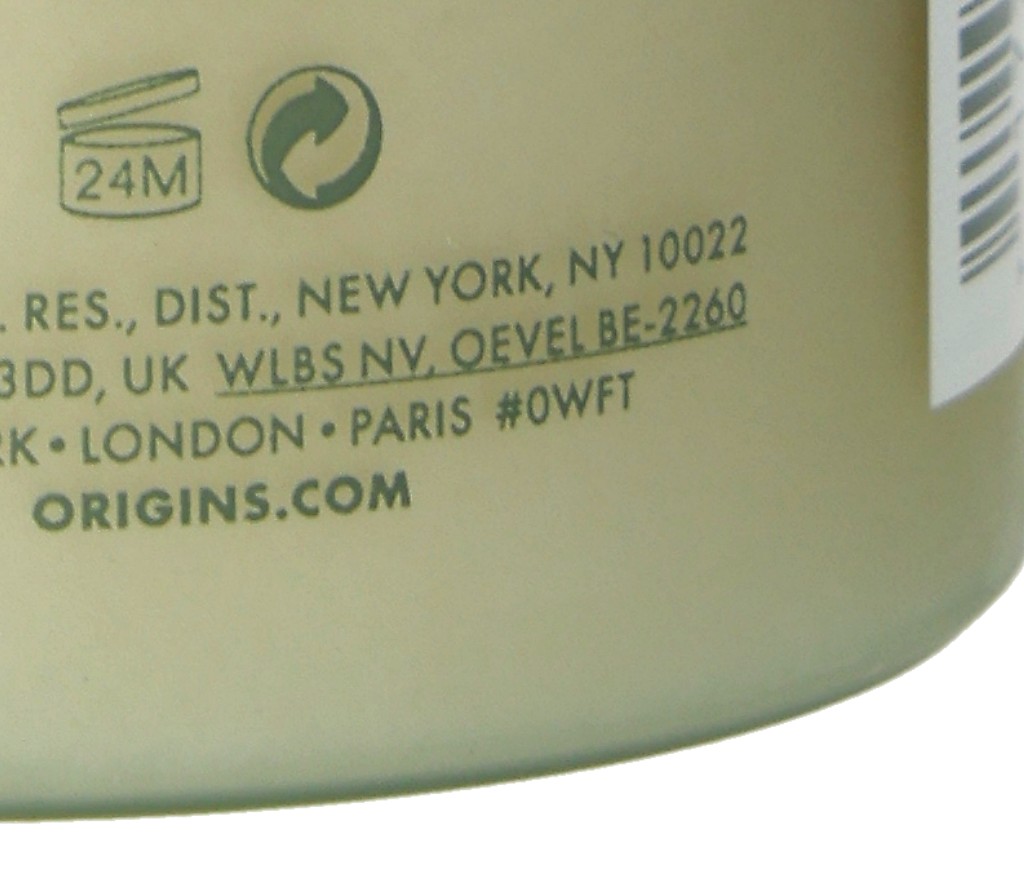 24M
. RES., DIST., NEW YORK, NY 10022
3DD, UK WLBS NV, OEVEL BE-2260
RK • LONDON • PARIS #0WFT
ORIGINS.COM